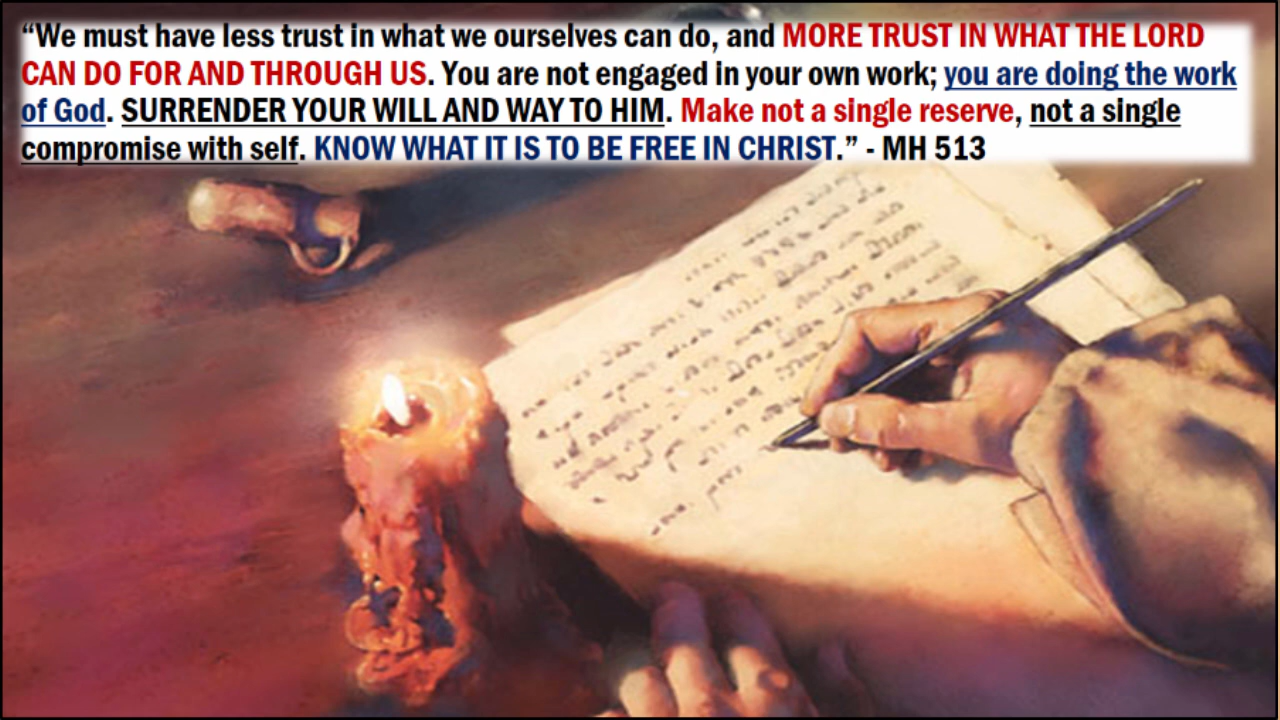 “We must have less trust in what we ourselves can do, and MORE TRUST IN WHAT THE LORD
CAN DO FOR AND THROUGH US. You are not engaged in your own work; you are doing the work
of God. SURRENDER YOUR WILL AND WAY TO HIM. Make not a single reserve, not a single
compromise with self. KNOW WHAT IT IS TO BE FREE IN CHRIST.” - MH 513